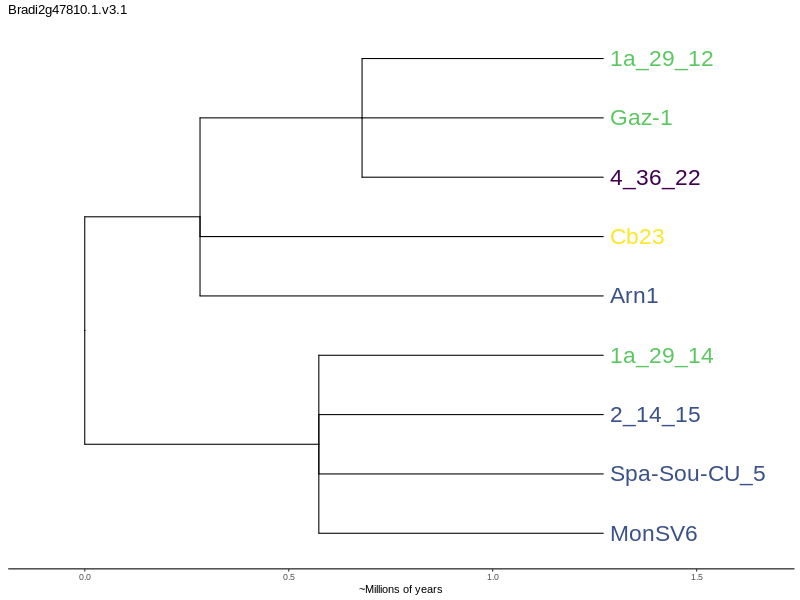 Bradi2g47810.1.v3.1
1a_29_12
Gaz-1
4_36_22
Cb23
Arn1
1a_29_14
2_14_15
Spa-Sou-CU_5
MonSV6
0.0 0.5 1.0 1.5
~Millions of years